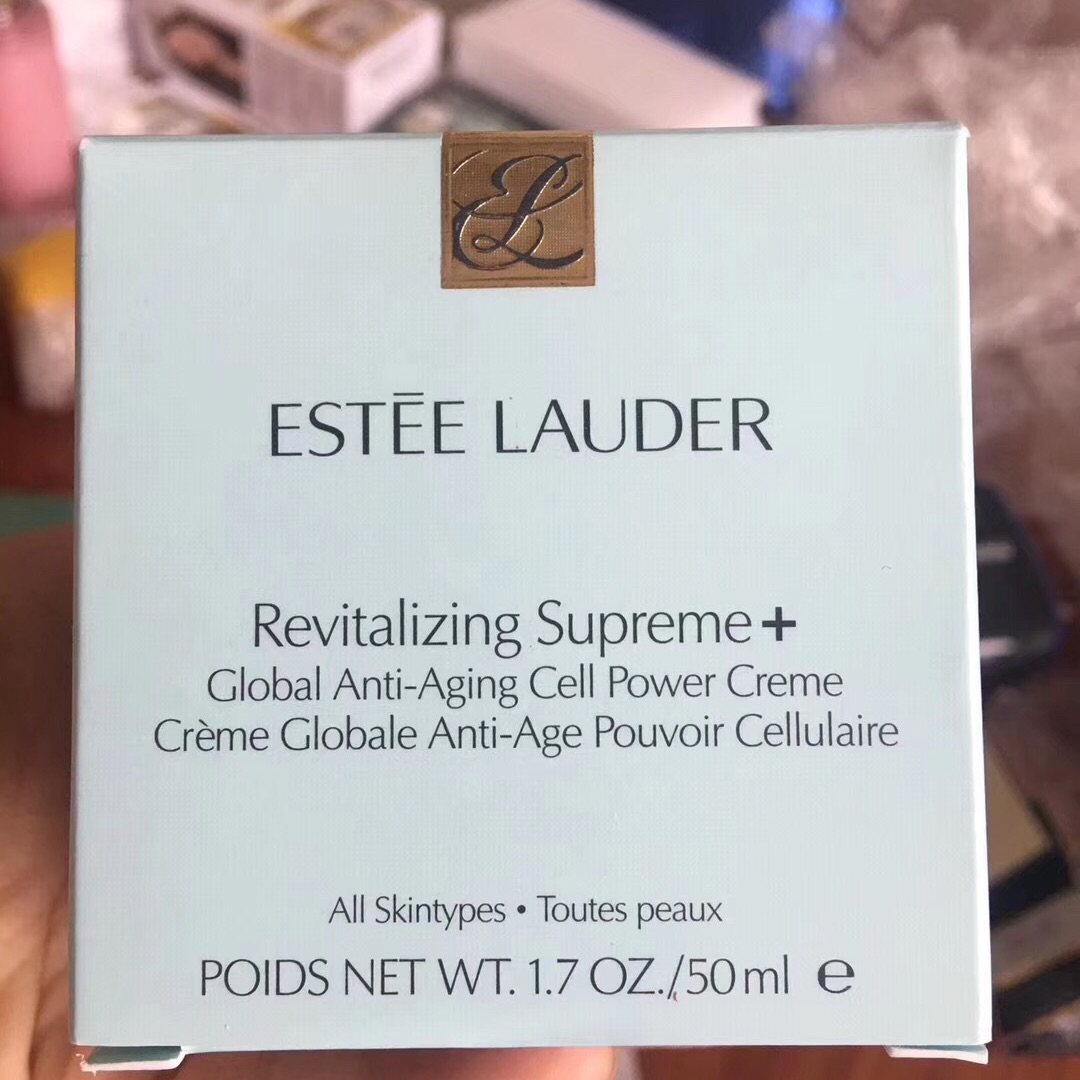 EL
ESTĒE LAUDER
Revitalizing Supreme+
Global Anti-Aging Cell Power Creme
Crème Globale Anti-Age Pouvoir Cellulaire
All Skintypes • Toutes peaux
POIDS NET WT. 1.7 OZ./50 ml ℮